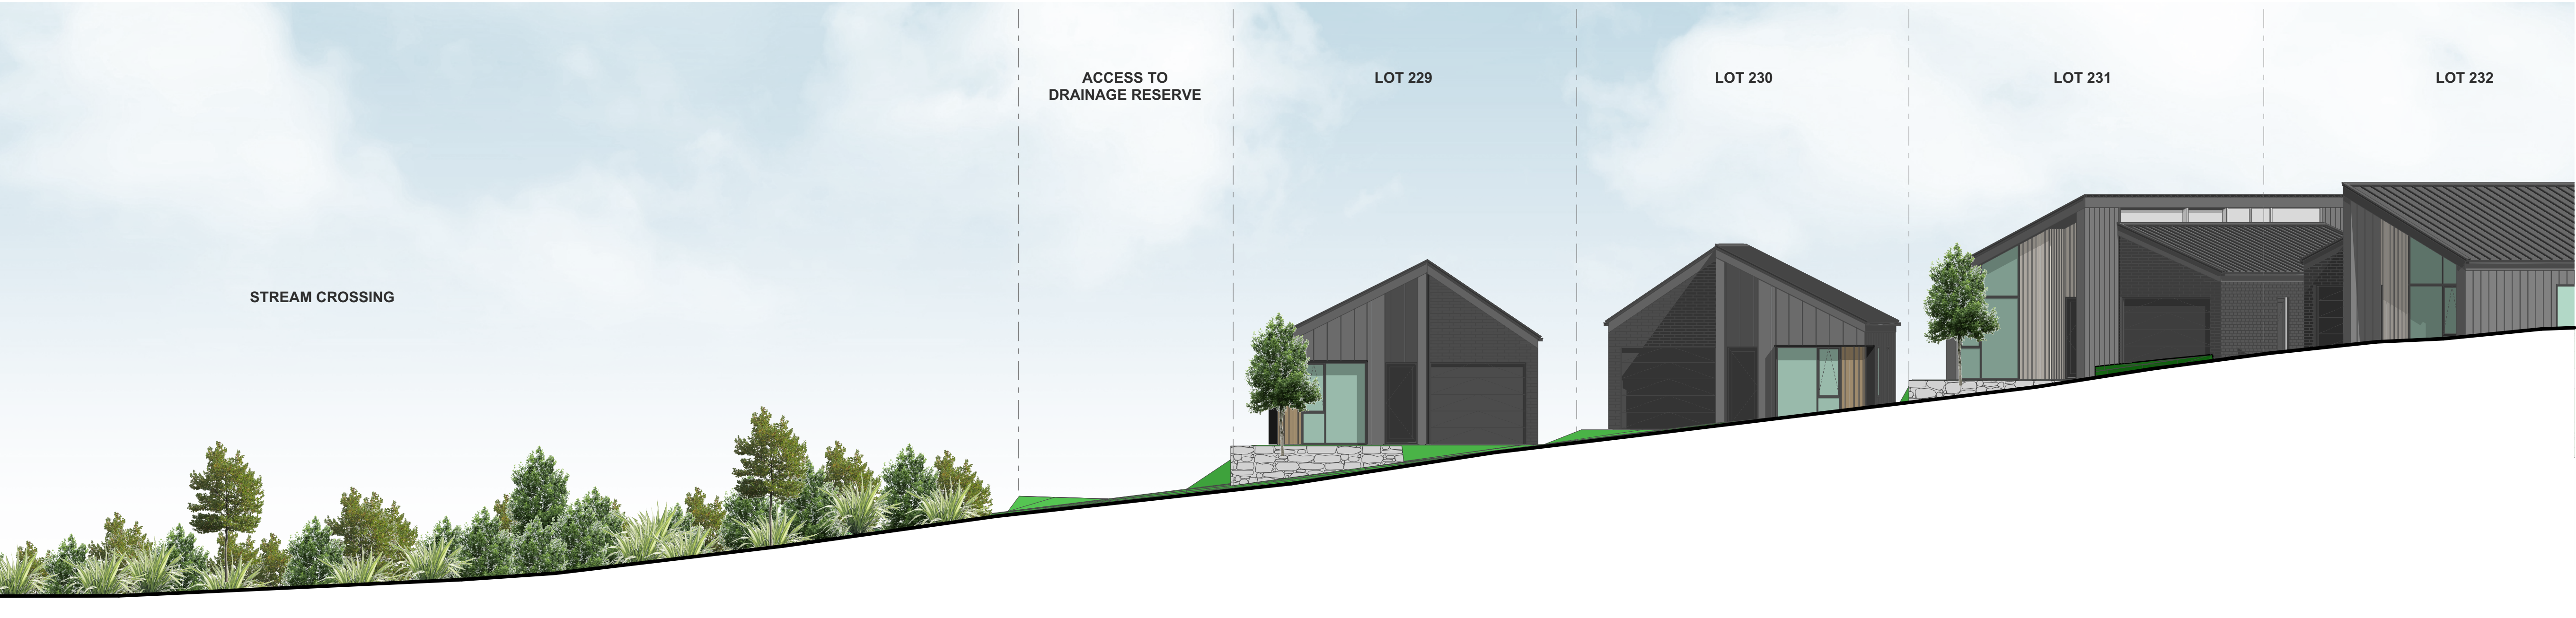 ACCESS TO
DRAINAGE RESERVE
LOT 229
LOT 230
LOT 231
LOT 232
STREAM CROSSING